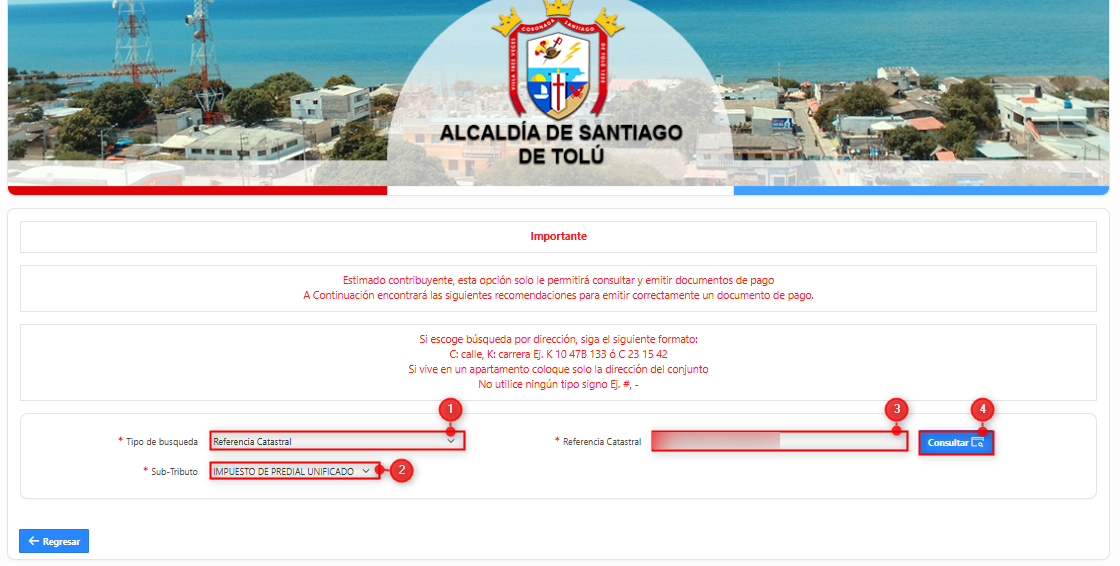 ALCALDÍA DE SANTIAGO
DE TOLÚ
Importante
Estimado contribuyente, esta opción solo le permitirá consultar y emitir documentos de pago
A Continuación encontrará las siguientes recomendaciones para emitir correctamente un documento de pago.
Si escoge búsqueda por dirección, siga el siguiente formato:
C: calle, K: carrera Ej. K 10 47B 133 ó C 23 15 42
Si vive en un apartamento coloque solo la dirección del conjunto
No utilice ningún tipo signo Ej. #, -
1
3
4
* Tipo de busqueda Referencia Catastral * Referencia Catastral Consultar
* Sub-Tributo IMPUESTO DE PREDIAL UNIFICADO 2
Regresar